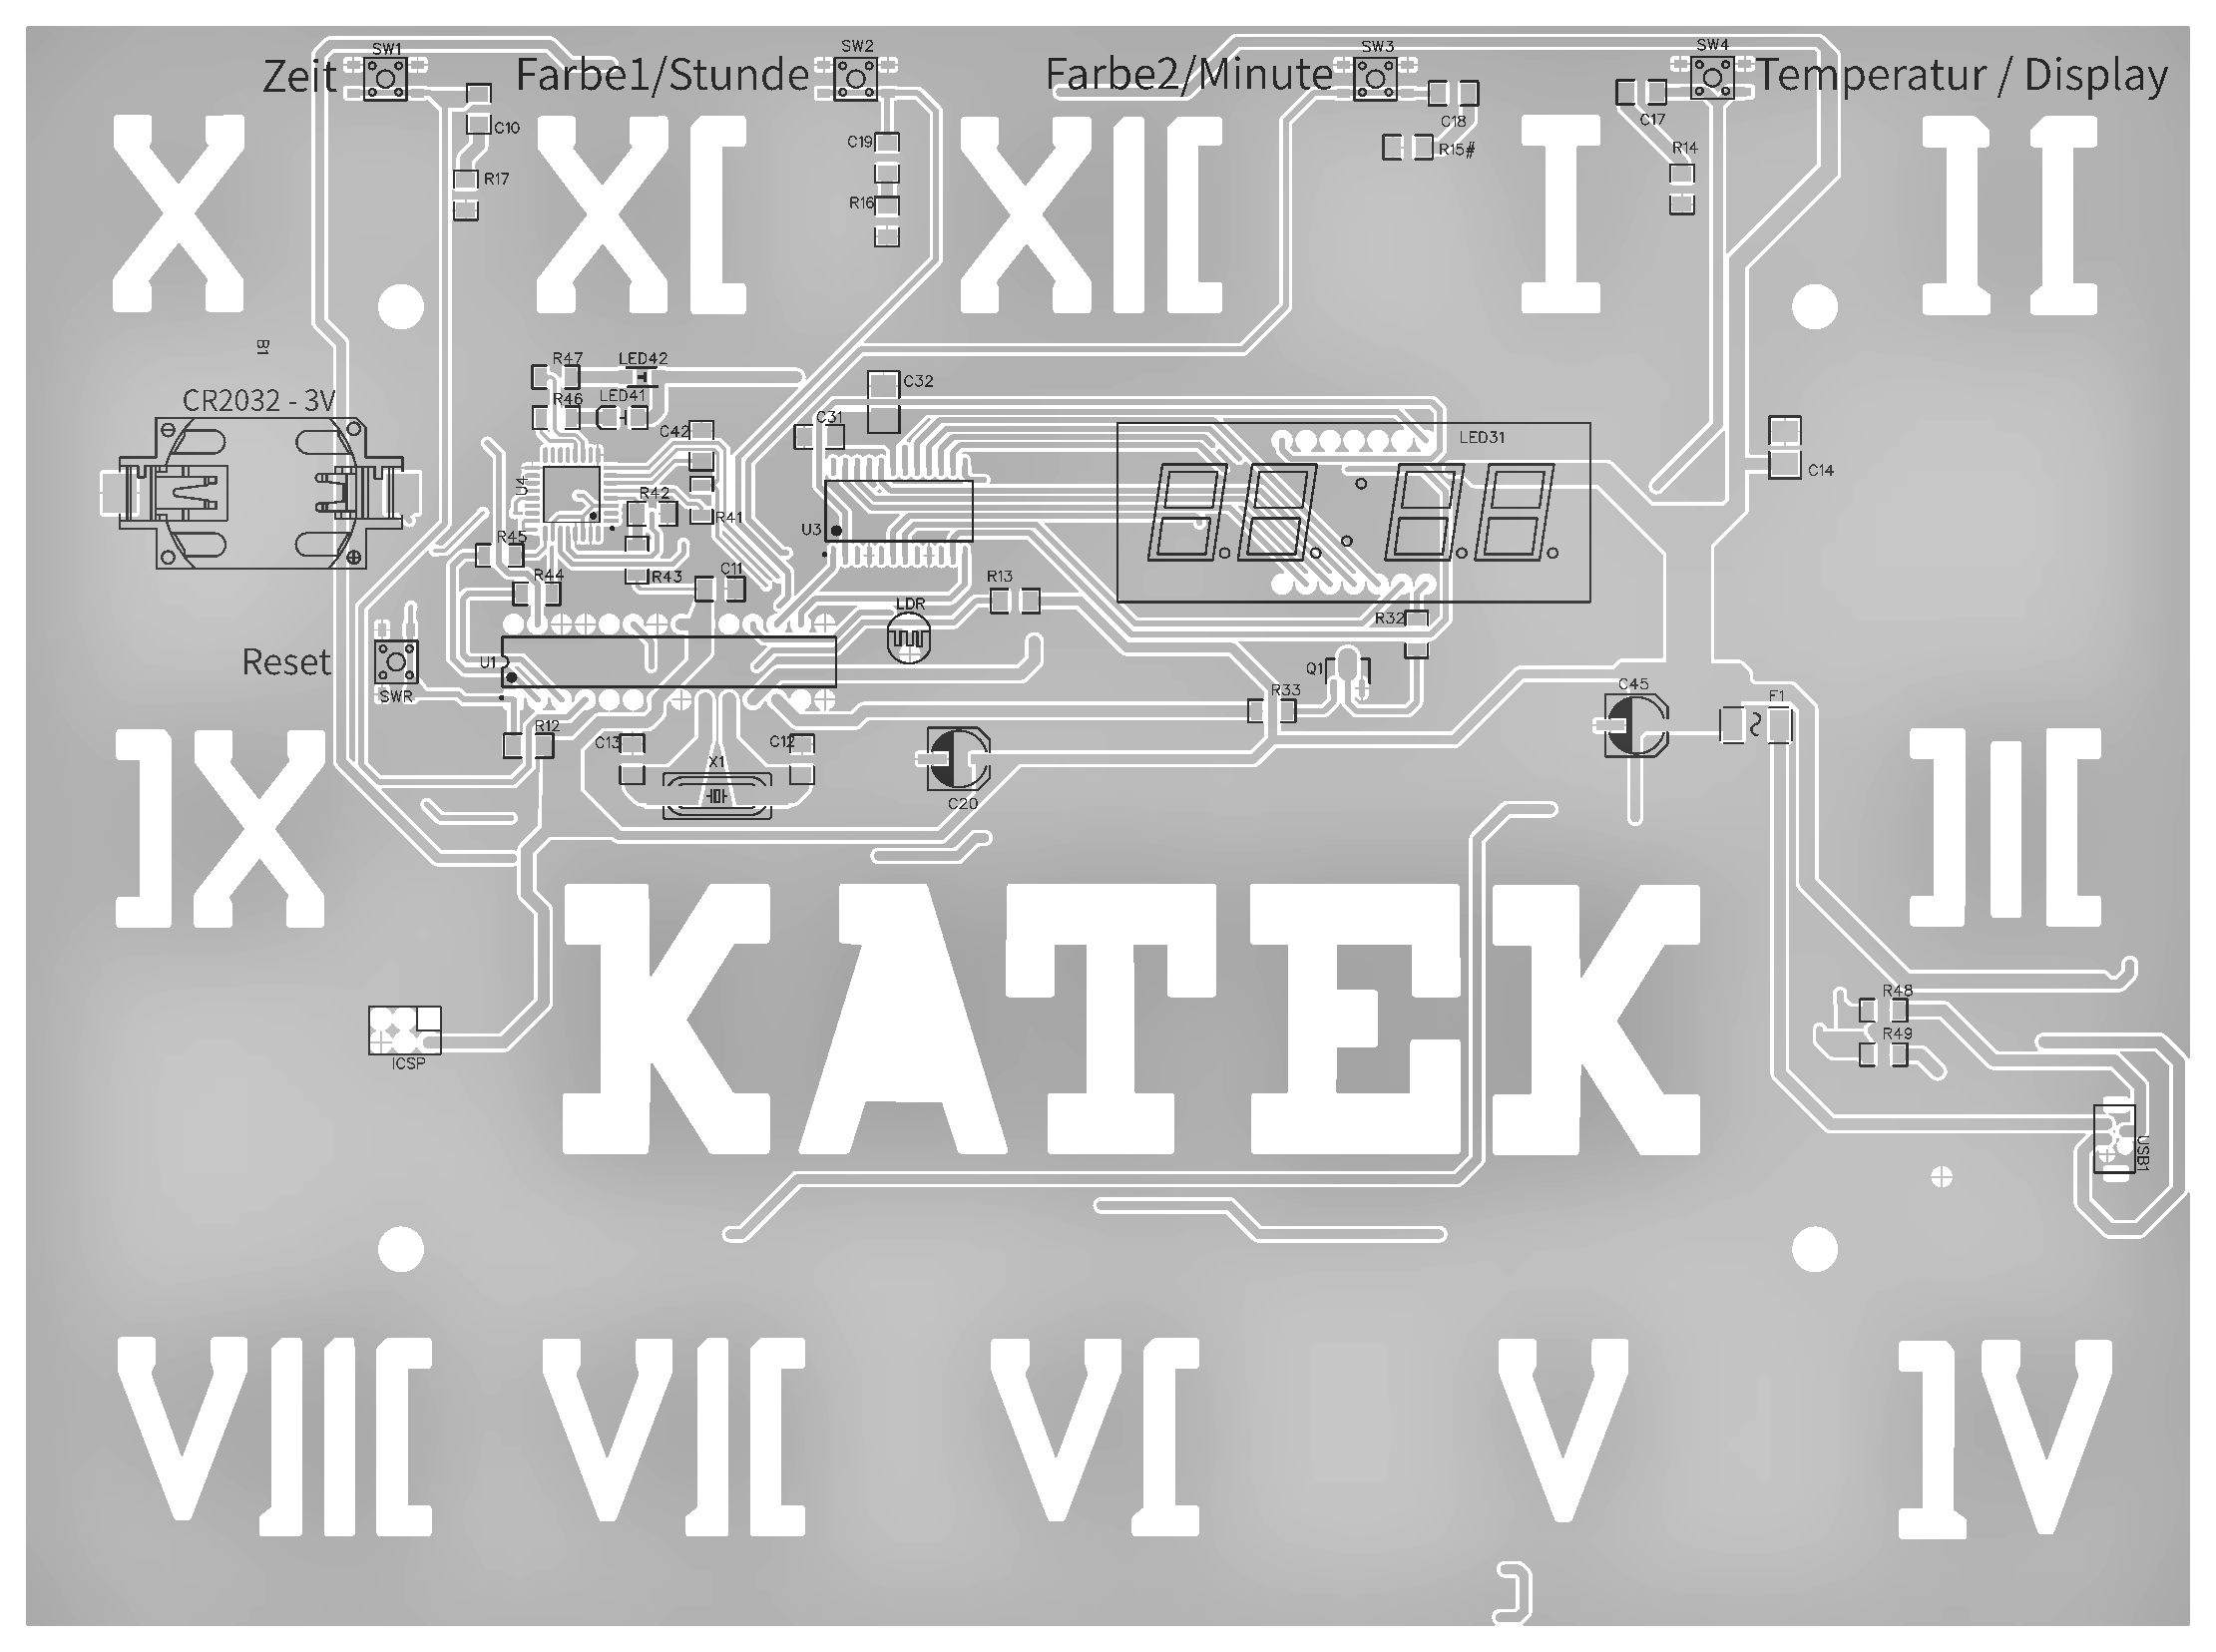 SW1 SW2 SW3 SW4
Zeit Farbe1/Stunde Farbe2/Minute Temperatur / Display
C10 C19 C18 C17
R17 R16 R15# R14
X XI XII I II
B1
CR2032 - 3V
R47 LED42
R46 LED41
C32
C42 C31 LED31
C14
U4 R42 R41 U3
R45
R44 R43 C11 R13
LDR R32
Reset U1 Q1
SWR R33 C45 F1
R12 C13 X1 C12
C20
IX III
KATEK
R48
R49
ICSP
USB1
VIII VII VI V IV